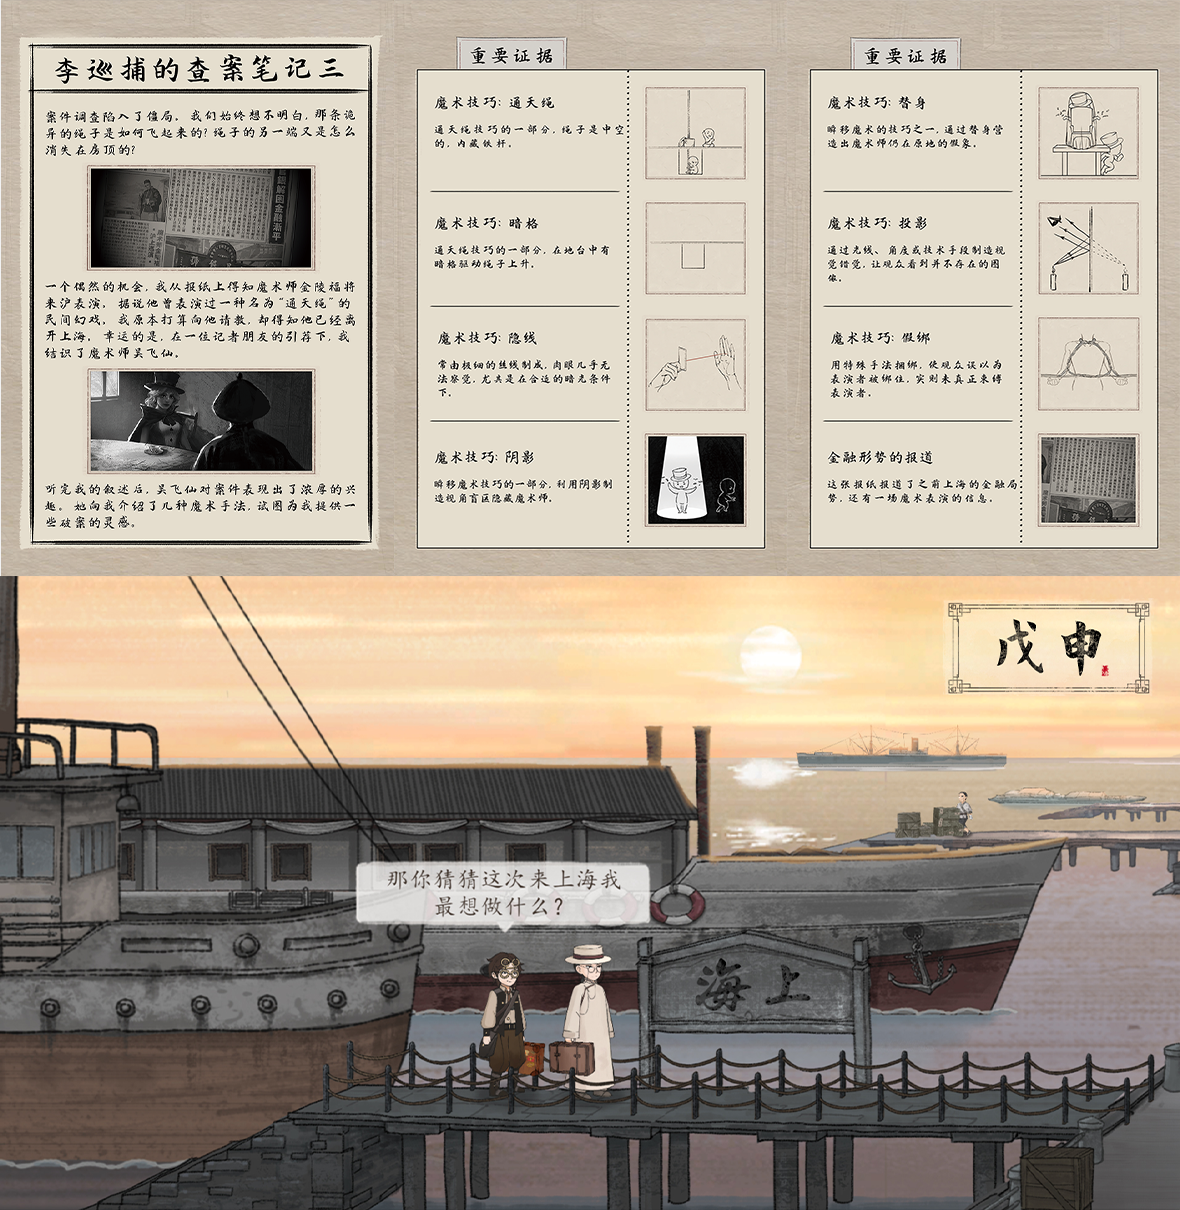 李巡捕的查案笔记三
案件调查陷入了僵局，我们始终想不明白，那条诡
异的绳子是如何飞起来的？绳子的另一端又是怎么
消失在房顶的？
一个偶然的机会，我从报纸上得知魔术师金陵福将
来沪表演，据说他曾表演过一种名为“通天绳”的
民间幻戏，我原本打算向他请教，却得知他已经离
开上海，幸运的是，在一位记者朋友的引荐下，我
结识了魔术师吴飞仙。
听完我的叙述后，吴飞仙对案件表现出了浓厚的兴
趣，她向我介绍了几种魔术手法，试图为我提供一
些破案的灵感。
重要证据
魔术技巧：通天绳
通天绳技巧的一部分，绳子是中空
的，内藏铁杆。
魔术技巧：暗格
通天绳技巧的一部分，在地台中有
暗格驱动绳子上升。
魔术技巧：隐线
常由极细的丝线制成，肉眼几乎无
法察觉，尤其是在合适的暗光条件
下。
魔术技巧：阴影
瞬移魔术的技巧之一，利用阴影制
造视角盲区隐藏魔术师。
重要证据
魔术技巧：替身
瞬移魔术的技巧之一，通过替身营
造出魔术师仍在原地的假象。
魔术技巧：投影
通过光线、角度或技术手段制造视
觉错觉，让观众看到并不存在的图
像。
魔术技巧：假绑
用特殊手法捆绑，使观众误以为
表演者被绑住，实则未真正束缚
表演者。
金融形势的报道
这张报纸报道了之前上海的金融局
势，还有一场魔术表演的信息。
戊申
那你猜猜这次来上海我
最想做什么？
海上